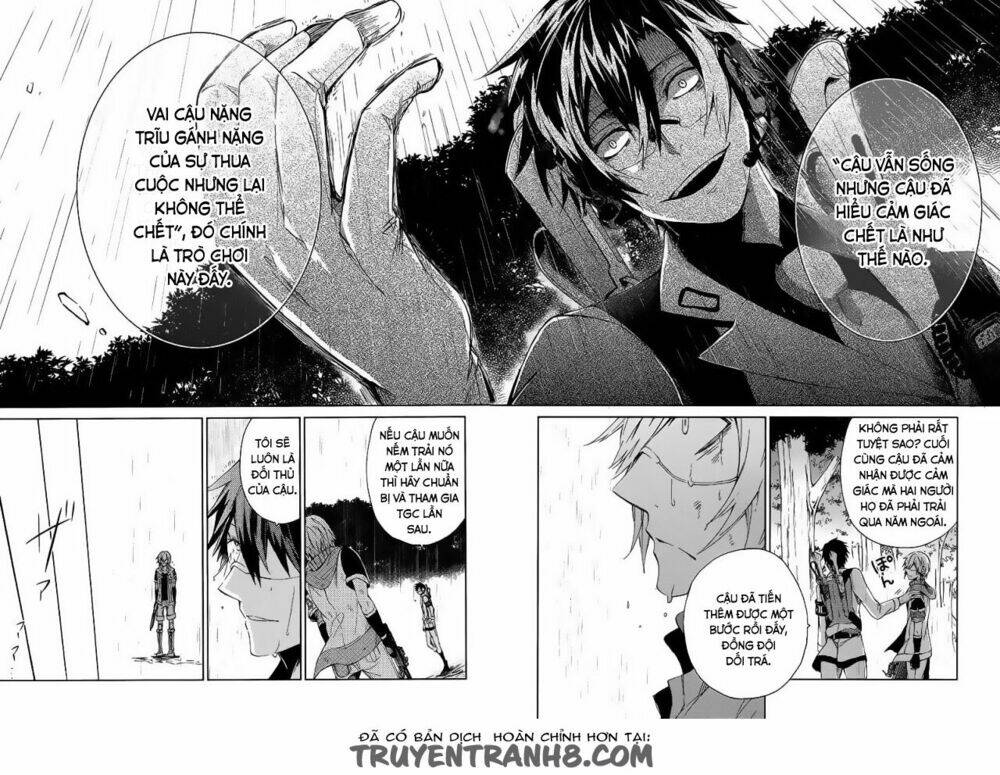 "CẬU VẪN SỐNG
NHƯNG CẬU ĐÃ
HIỂU CẢM GIÁC
CHẾT LÀ NHƯ
THẾ NÀO.
VAI CẬU NẶNG
TRĨU GÁNH NẶNG
CỦA SỰ THUA
CUỘC NHƯNG LẠI
KHÔNG THỂ
CHẾT", ĐÓ CHÍNH
LÀ TRÒ CHƠI
NÀY ĐẤY.
KHÔNG PHẢI RẤT
TUYỆT SAO? CUỐI
CÙNG CẬU ĐÃ CẢM
NHẬN ĐƯỢC CẢM
GIÁC MÀ HAI NGƯỜI
HỌ ĐÃ PHẢI TRẢI
QUA NĂM NGOÁI.
ぽん
CẬU ĐÃ TIẾN
THÊM ĐƯỢC MỘT
BƯỚC RỒI ĐẤY,
ĐỒNG ĐỘI
DỐI TRÁ.
NẾU CẬU MUỐN
NẾM TRẢI NÓ
MỘT LẦN NỮA
THÌ HÃY CHUẨN
BỊ VÀ THAM GIA
TGC LẦN
SAU.
TÔI SẼ
LUÔN LÀ
ĐỐI THỦ
CỦA CẬU.
ĐÃ CÓ BẢN DỊCH HOÀN CHỈNH HƠN TẠI:
TRUYENTRANH8.COM